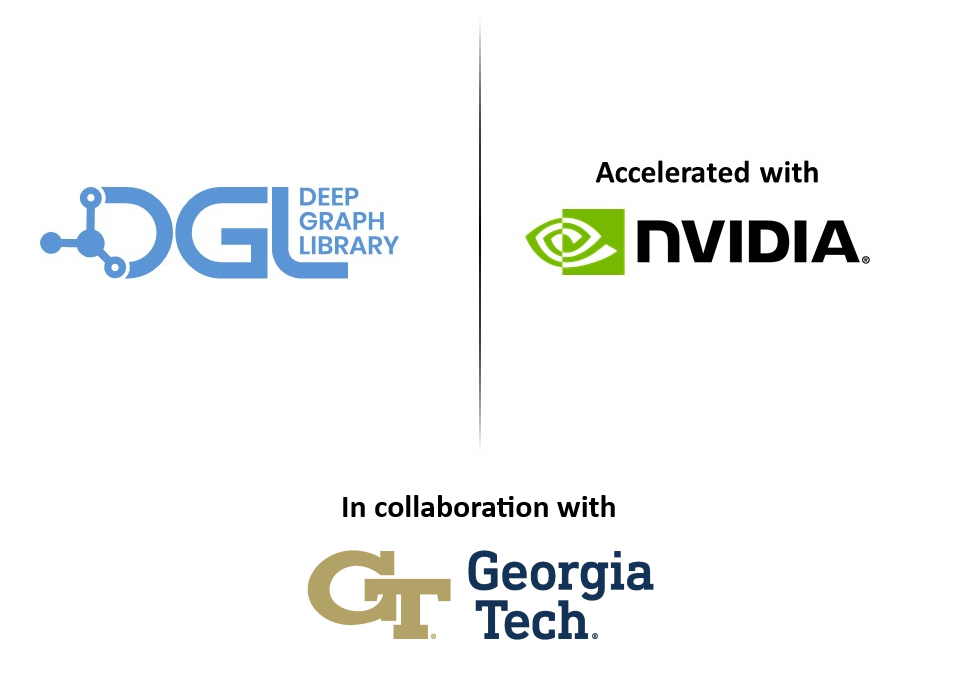 DGL
DEEP
GRAPH
LIBRARY
Accelerated with
NVIDIA®
In collaboration with
GT®
Georgia
Tech®